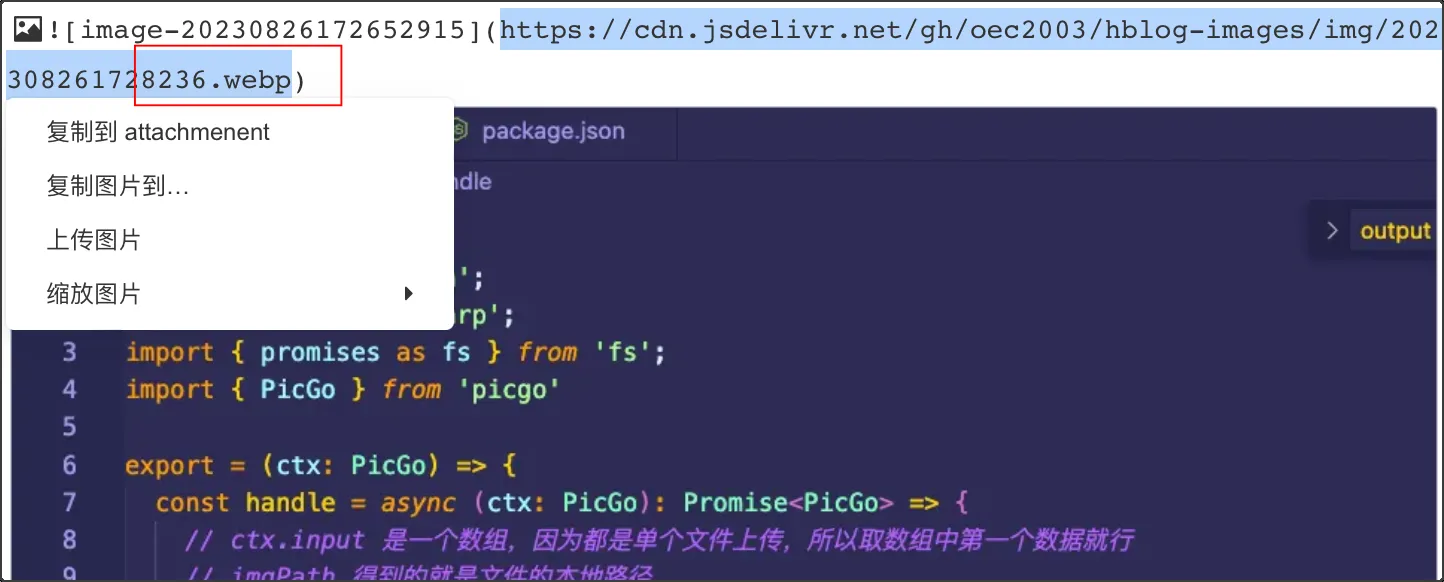 ![image-20230826172652915](https://cdn.jsdelivr.net/gh/oec2003/hblog-images/img/202
308261728236.webp)
复制到 attachmenent
package.json
复制图片到…
ndle
上传图片
output
缩放图片
';
rp';
3 import { promises as fs } from 'fs';
4 import { PicGo } from 'picgo'
5
6 export = (ctx: PicGo) => {
7 const handle = async (ctx: PicGo): Promise<PicGo> => {
8 // ctx.input 是一个数组，因为都是单个文件上传，所以取数组中第一个数据就行
9 // imgPath 得到的就是文件的本地路径